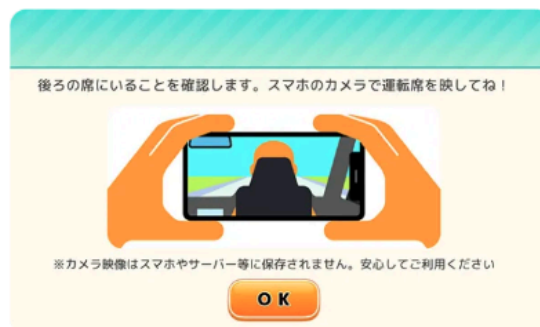 後ろの席にいることを確認します。スマホのカメラで運転席を映してね！
※カメラ映像はスマホやサーバー等に保存されません。安心してご利用ください
OK